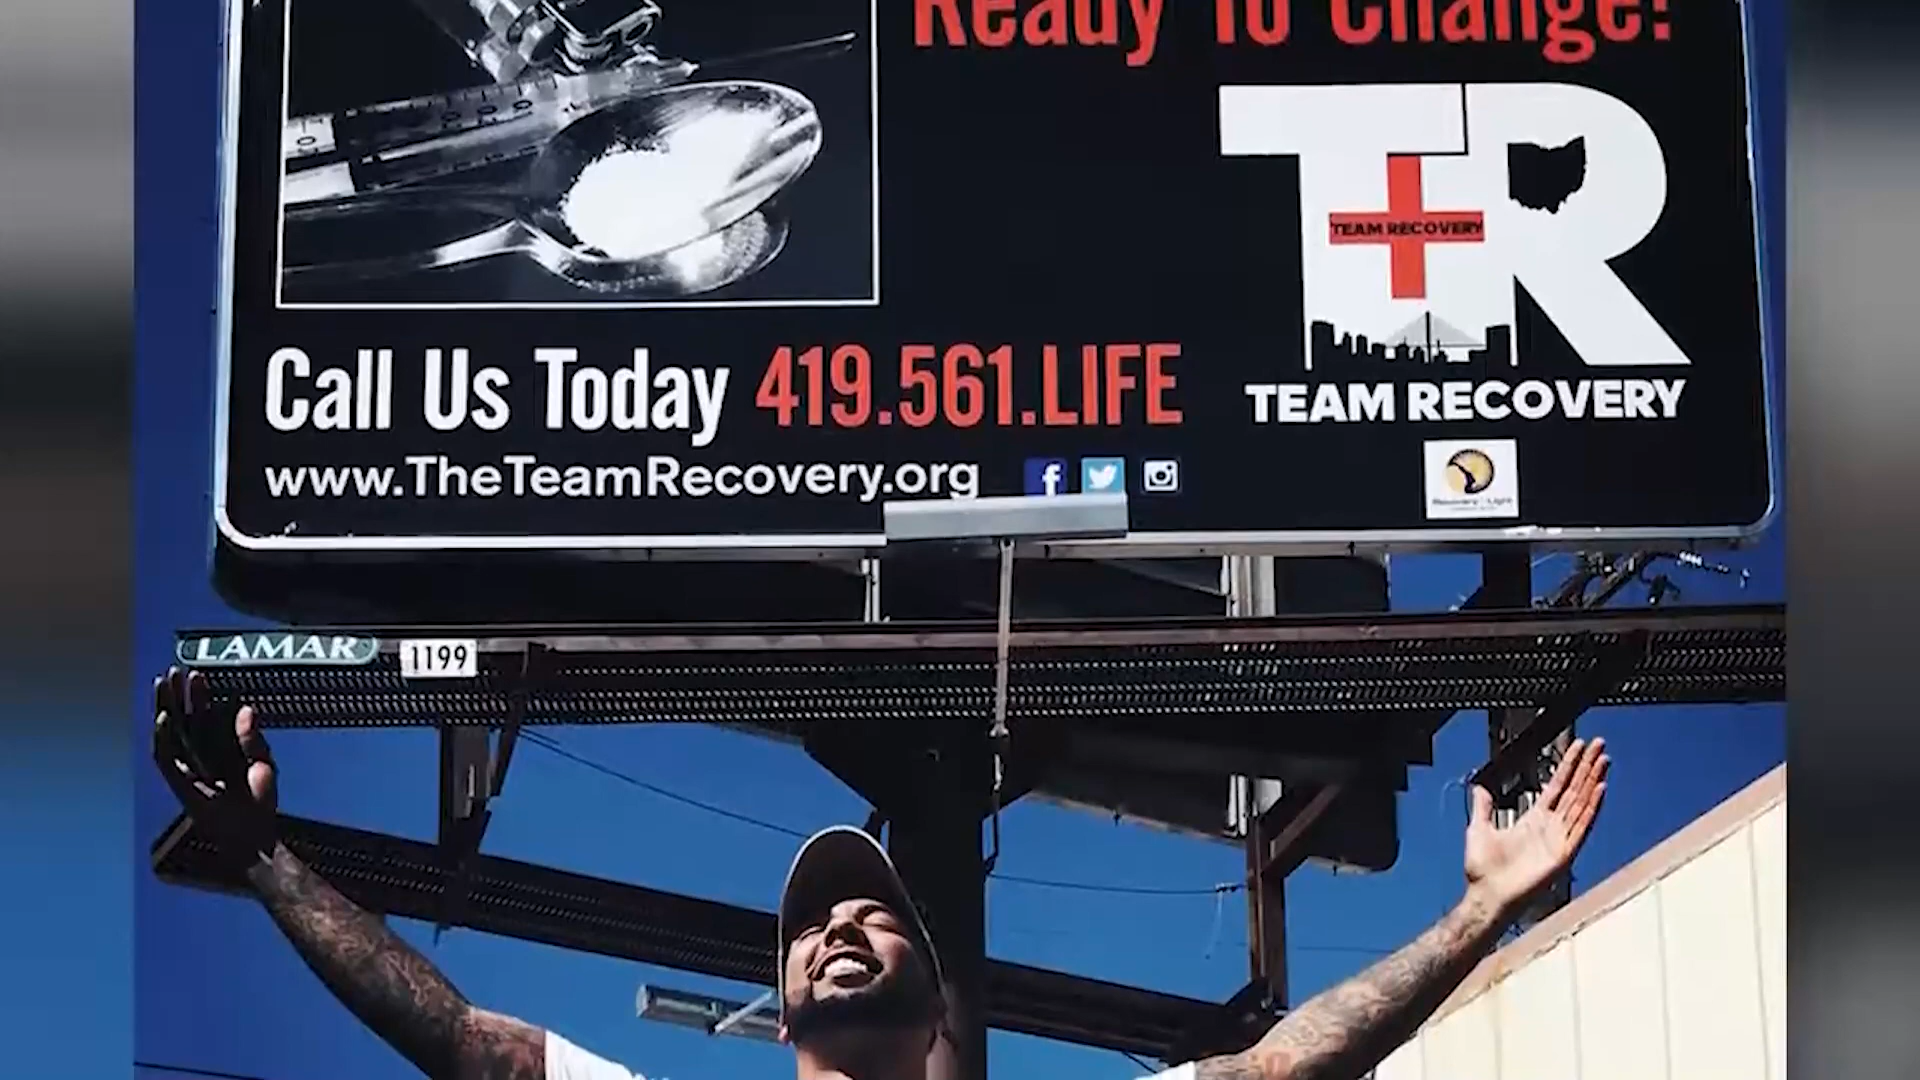 Ready To Change?
TEAM RECOVERY
TEAM RECOVERY
Call Us Today 419.561.LIFE
www.TheTeamRecovery.org
LAMAR
1199